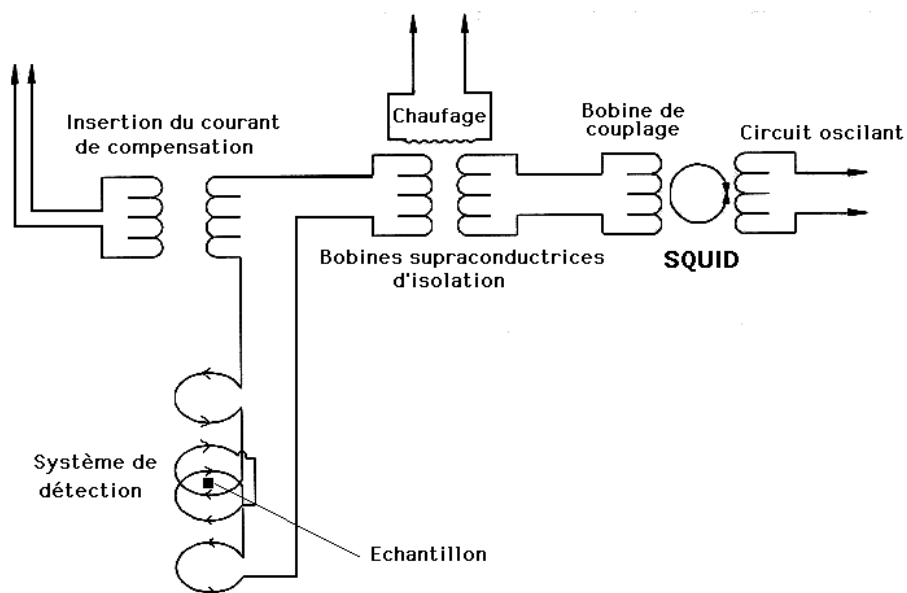 Insertion du courant
de compensation
Chaufage
Bobine de
couplage
Circuit oscilant
Bobines supraconductrices
d'isolation
SQUID
Système de
détection
Echantillon